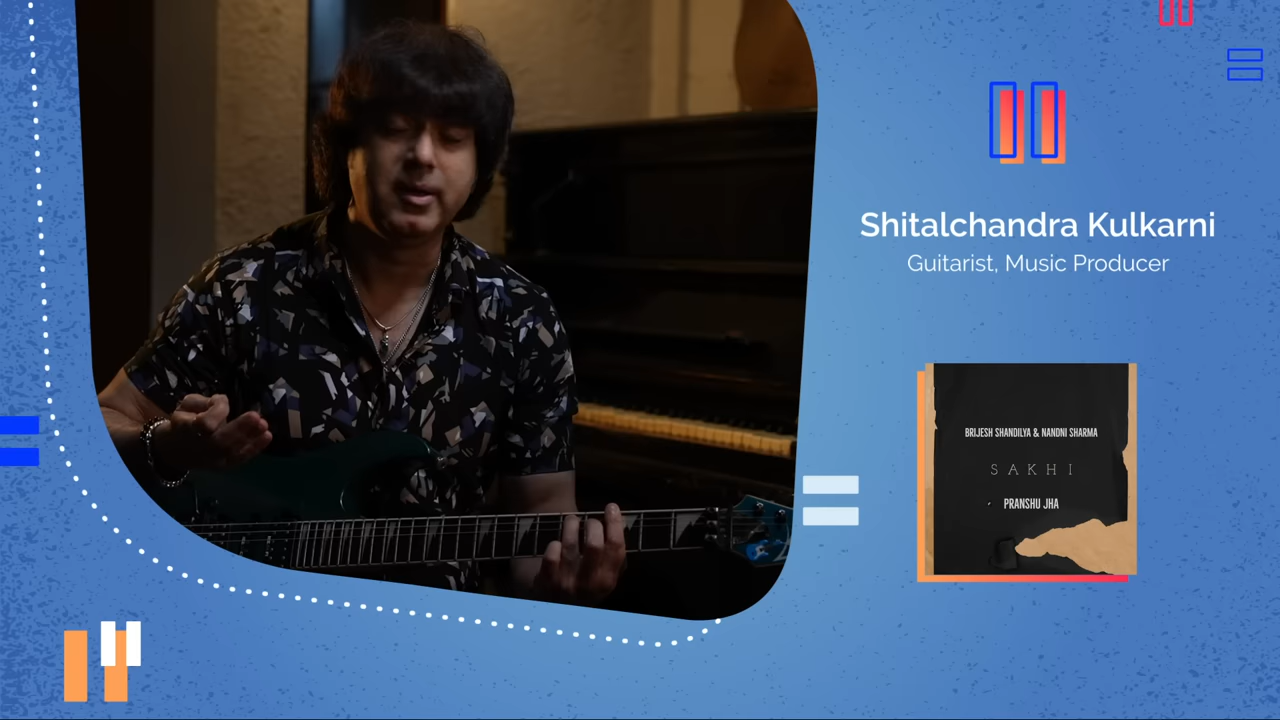 Shitalchandra Kulkarni
Guitarist, Music Producer
BRIJESH SHANDILYA & NANDNI SHARMA
SAKHI
PRANSHU JHA